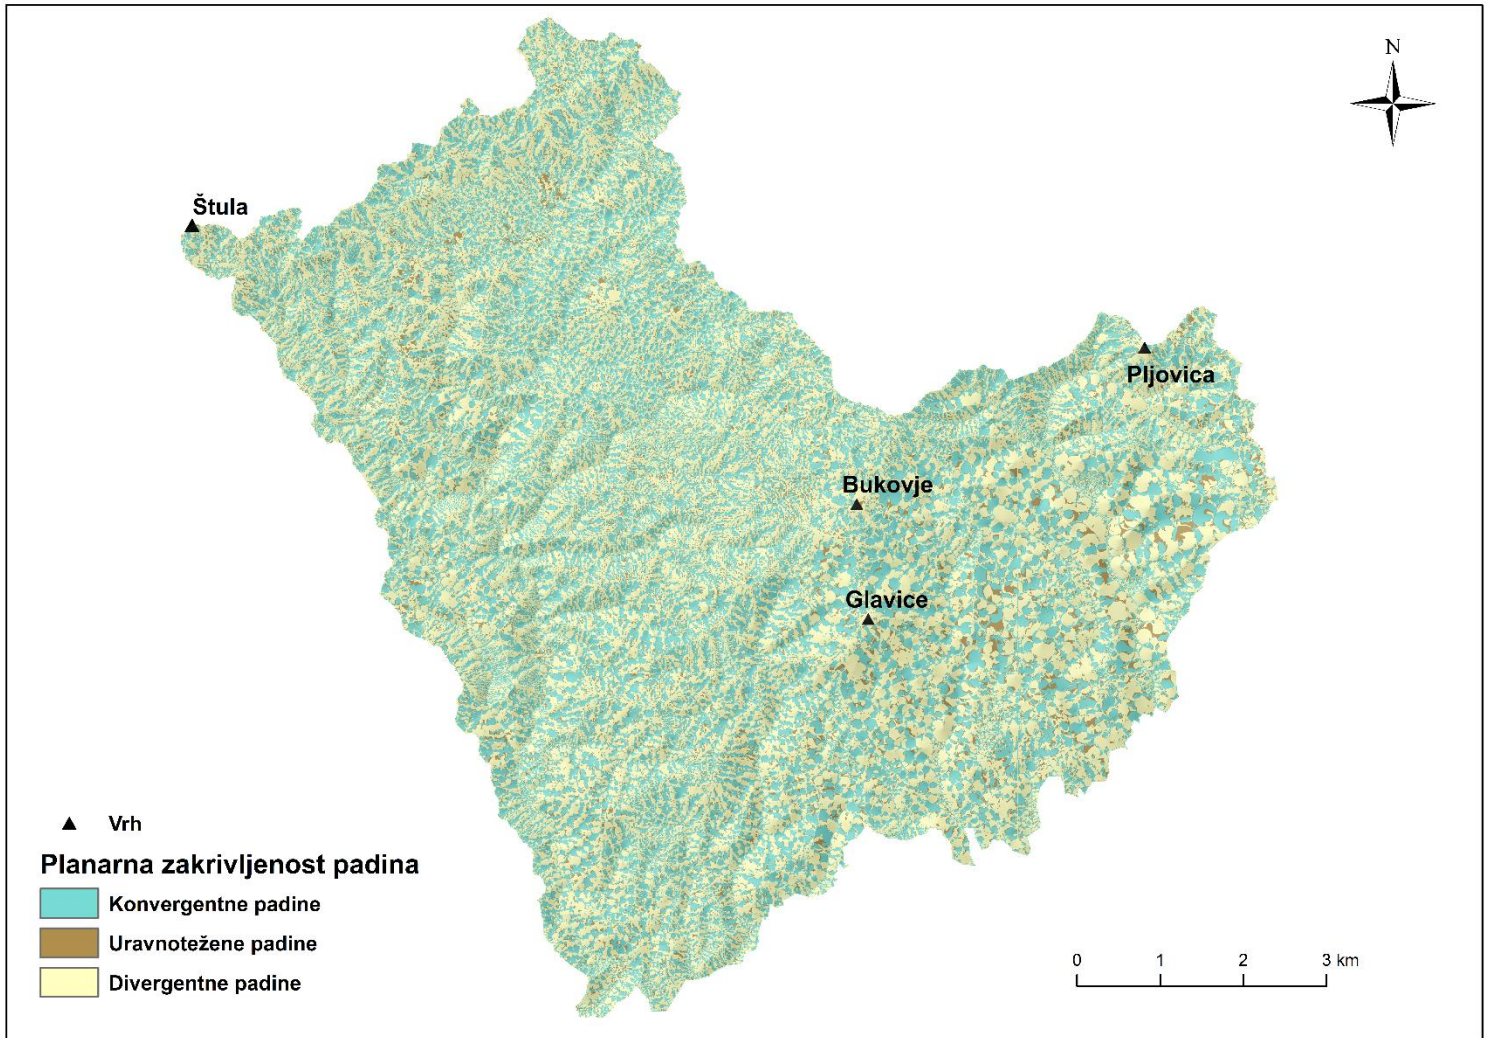 N
Štula
Pljovica
Bukovje
Glavice
Vrh
Planarna zakrivljenost padina
Konvergentne padine
Uravnotežene padine
Divergentne padine
0 1 2 3 km